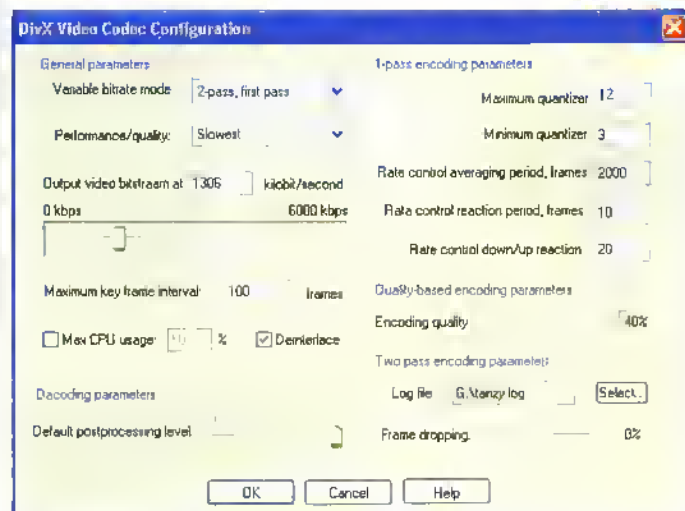 DivX Video Codec Configuration
General parameters
Variable bitrate mode 2-pass, first pass
Performance/quality: Slowest
Output video bitstream at 1306 kilobit/second
0 kbps 6000 kbps
Maximum key frame interval 100 frames
Max CPU usage: %
Deinterlace
Decoding parameters
Default postprocessing level
1-pass encoding parameters
Maximum quantizer 12
Minimum quantizer 3
Rate control averaging period, frames 2000
Rate control reaction period, frames 10
Rate control down/up reaction 20
Quality-based encoding parameters
Encoding quality 40%
Two pass encoding parameters
Log file G:\tanzy log Select..
Frame dropping. 0%
OK Cancel Help